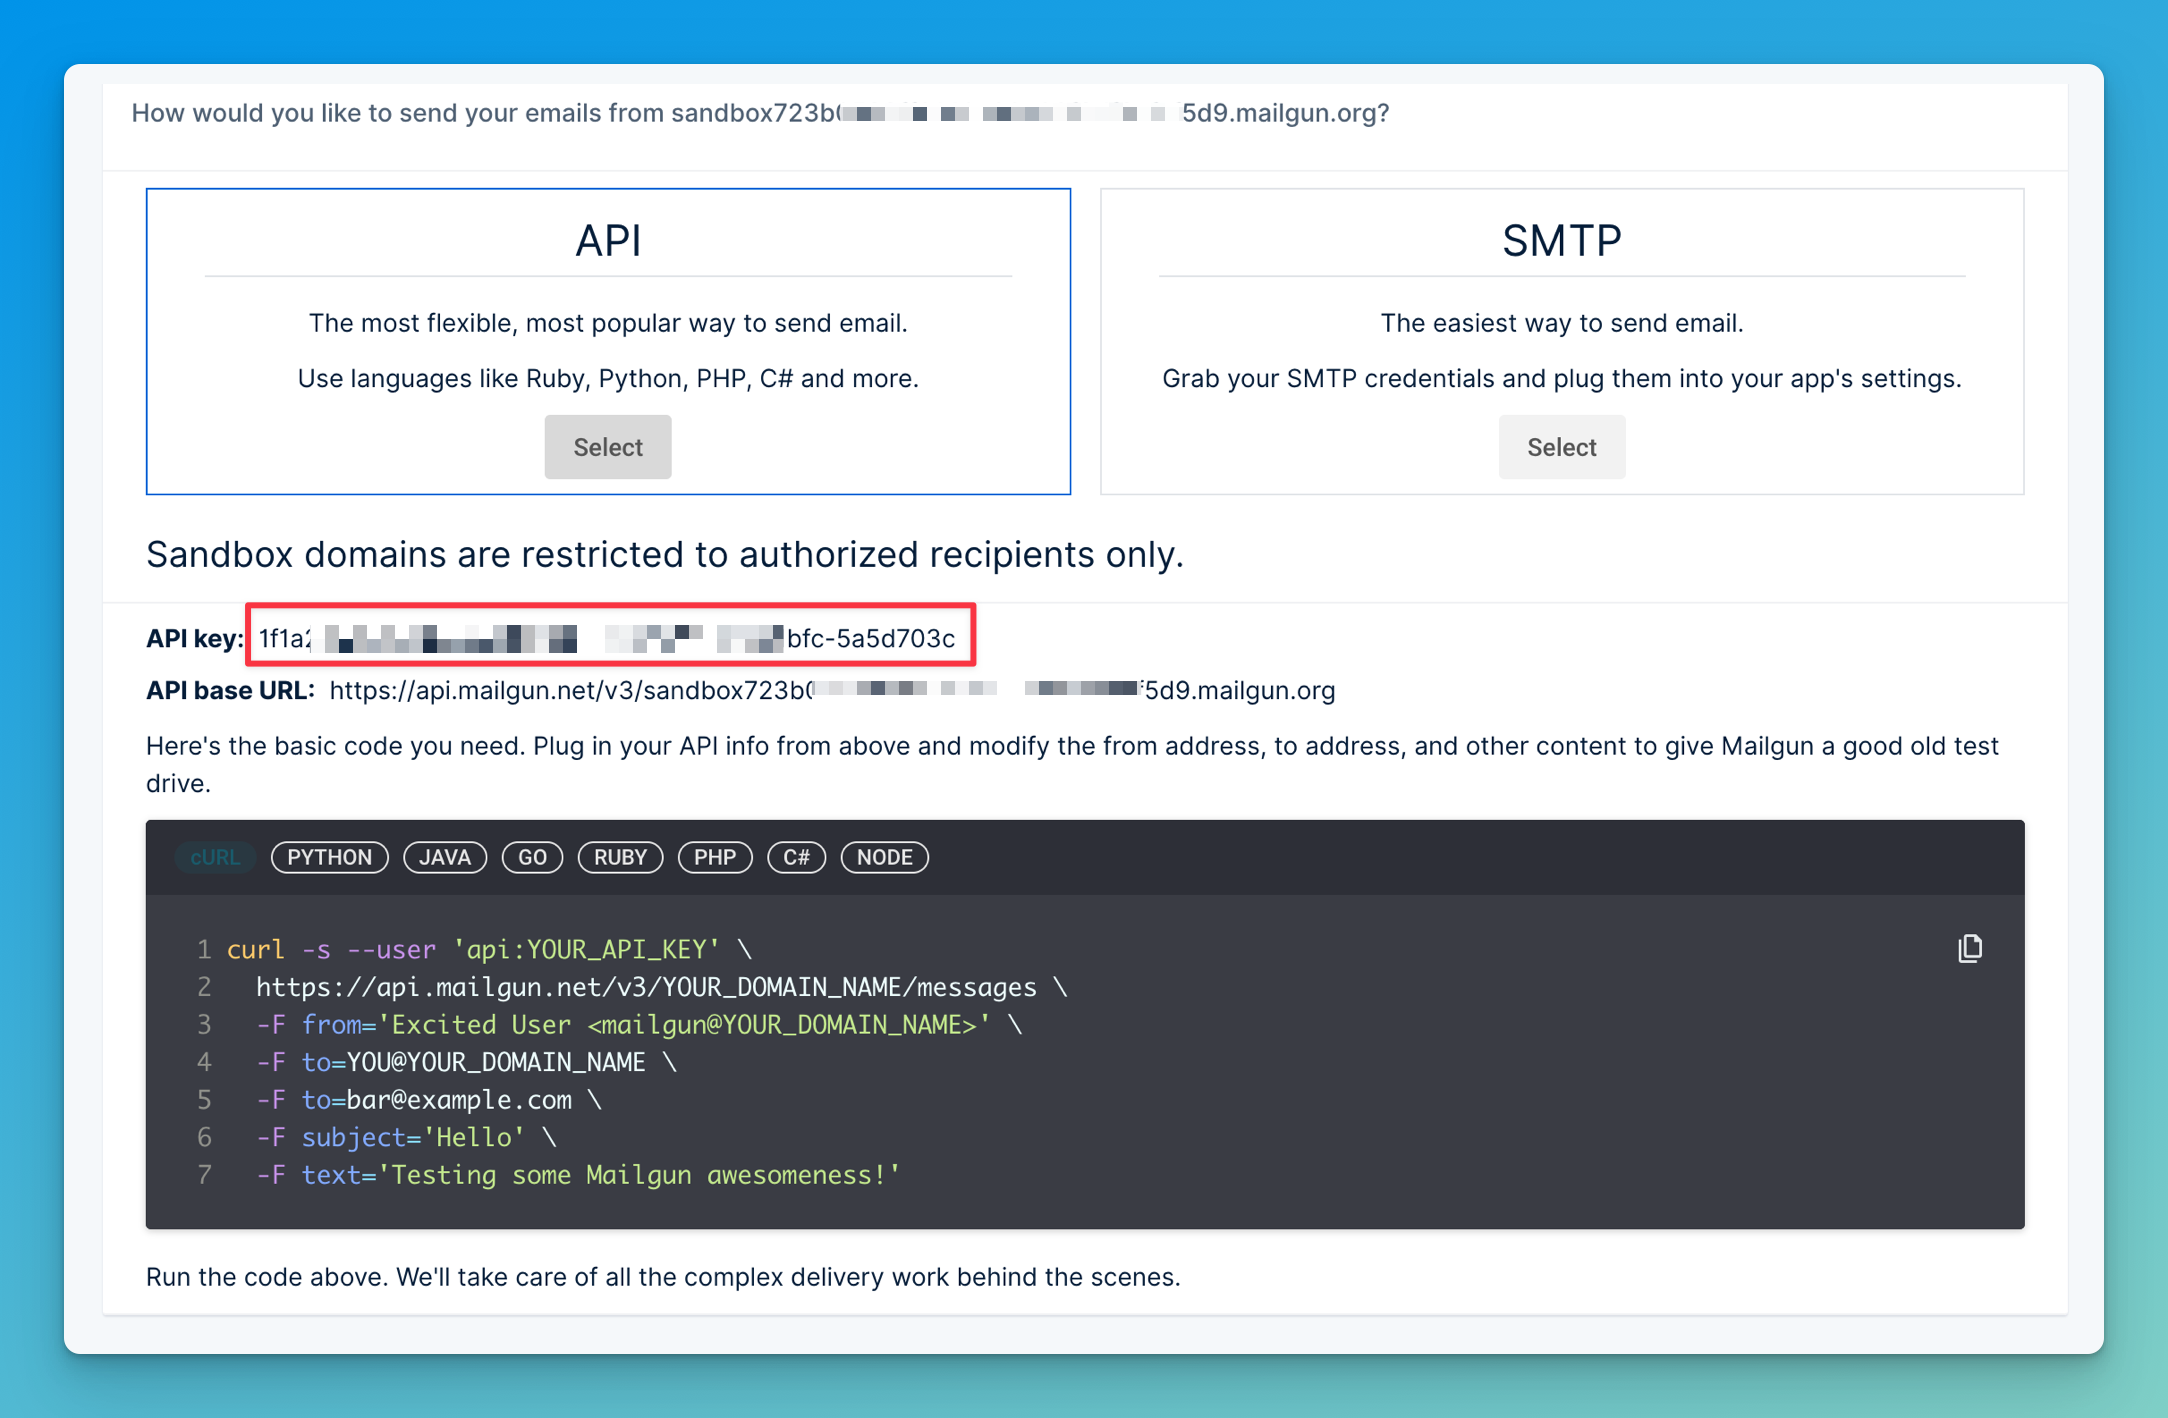 How would you like to send your emails from sandbox723b 5d9.mailgun.org?
API
The most flexible, most popular way to send email.
Use languages like Ruby, Python, PHP, C# and more.
Select
SMTP
The easiest way to send email.
Grab your SMTP credentials and plug them into your app's settings.
Select
Sandbox domains are restricted to authorized recipients only.
API key: 1f1a2 bfc-5a5d703c
API base URL: https://api.mailgun.net/v3/sandbox723b0 5d9.mailgun.org
Here's the basic code you need. Plug in your API info from above and modify the from address, to address, and other content to give Mailgun a good old test
drive.
cURL PYTHON JAVA GO RUBY PHP C# NODE
1 curl -s --user 'api:YOUR_API_KEY' \
2 https://api.mailgun.net/v3/YOUR_DOMAIN_NAME/messages \
3 -F from='Excited User <mailgun@YOUR_DOMAIN_NAME>' \
4 -F to=YOU@YOUR_DOMAIN_NAME \
5 -F to=bar@example.com \
6 -F subject='Hello' \
7 -F text='Testing some Mailgun awesomeness!'
Run the code above. We'll take care of all the complex delivery work behind the scenes.